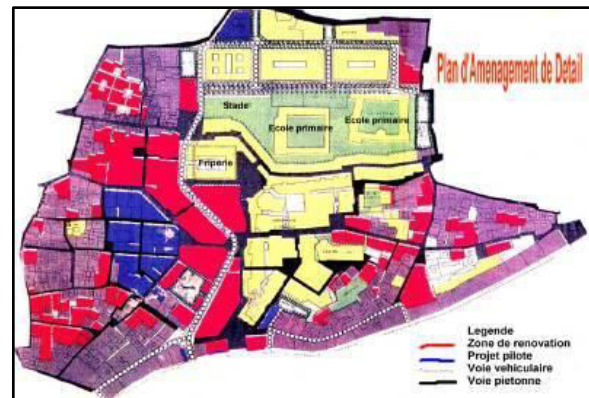 Plan d'Amenagement de Detail
Stade
Ecole primaire
Ecole primaire
Friperie
Legende
Zone de renovation
Projet pilote
Voie vehiculaire
Voie pietonne